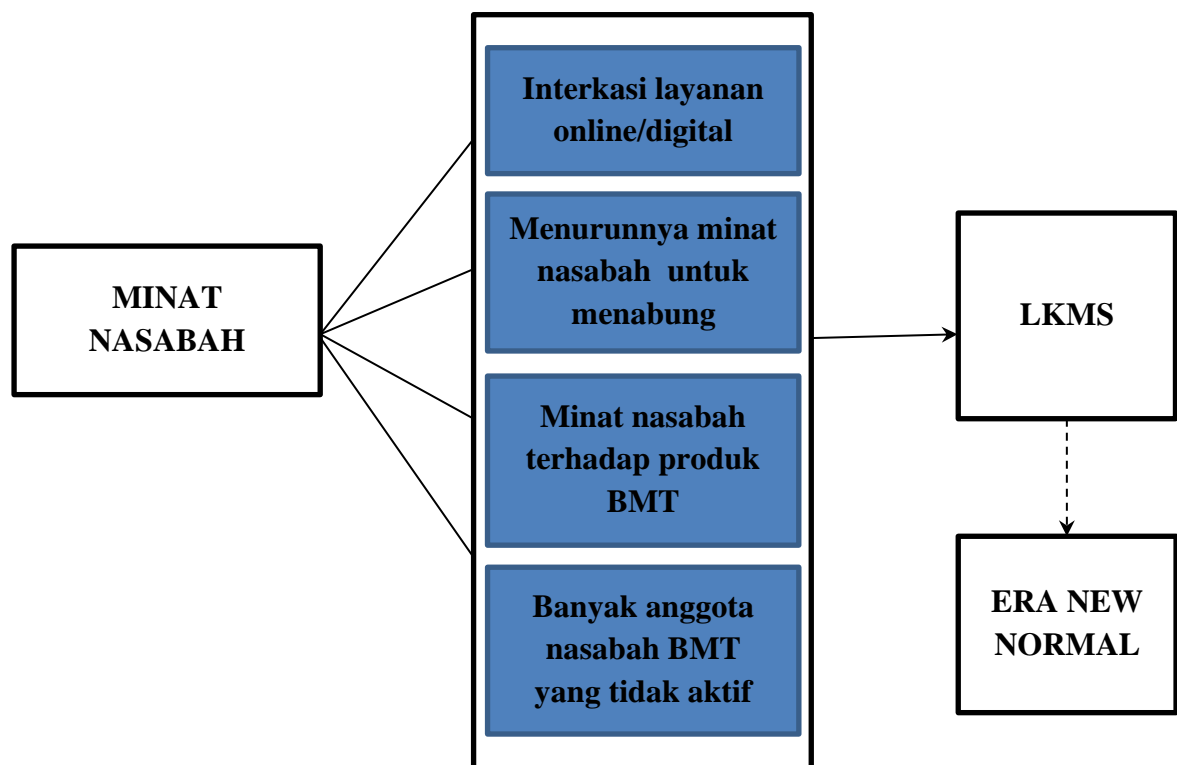 MINAT
NASABAH
Interkasi layanan
online/digital
Menurunnya minat
nasabah untuk
menabung
Minat nasabah
terhadap produk
BMT
Banyak anggota
nasabah BMT
yang tidak aktif
LKMS
ERA NEW
NORMAL